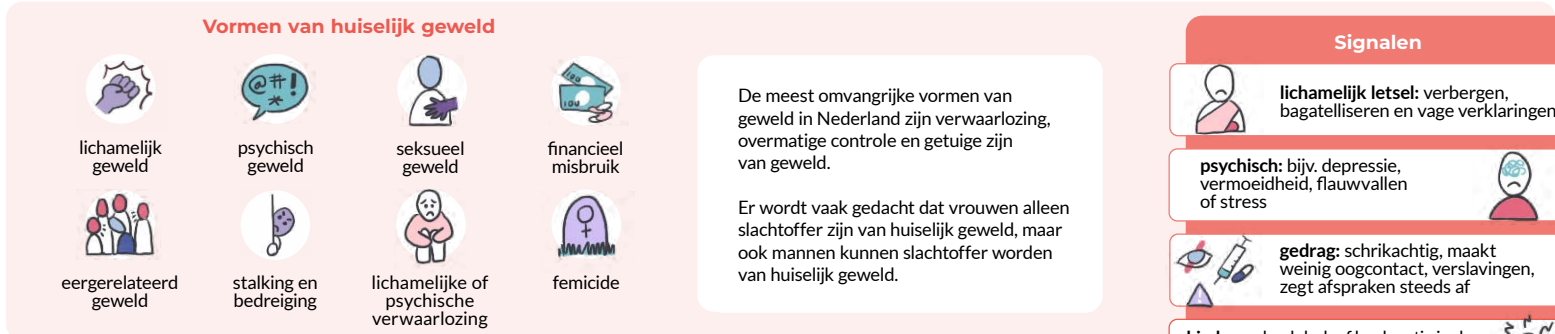 Vormen van huiselijk geweld
lichamelijk
geweld
psychisch
geweld
seksueel
geweld
financieel
misbruik
eergerelateerd
geweld
stalking en
bedreiging
lichamelijke of
psychische
verwaarlozing
femicide
De meest omvangrijke vormen van
geweld in Nederland zijn verwaarlozing,
overmatige controle en getuige zijn
van geweld.
Er wordt vaak gedacht dat vrouwen alleen
slachtoffer zijn van huiselijk geweld, maar
ook mannen kunnen slachtoffer worden
van huiselijk geweld.
Signalen
lichamelijk letsel: verbergen,
bagatelliseren en vage verklaringen
psychisch: bijv. depressie,
vermoeidheid, flauwvallen
of stress
gedrag: schrikachtig, maakt
weinig oogcontact, verslavingen,
zegt afspraken steeds af
@#!
*
100
100